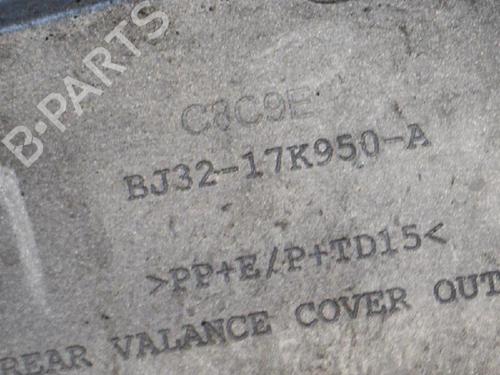 B-PARTS
C8C9E
BJ32-17K950-A
>PP+E/P+TD15<
REAR VALANCE COVER OUT